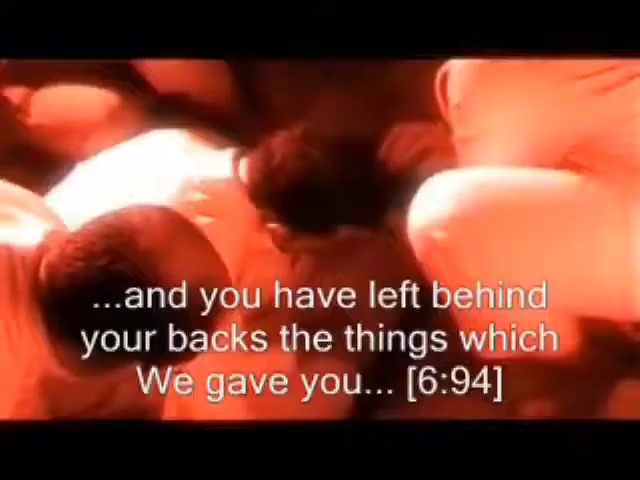 ...and you have left behind
your backs the things which
We gave you... [6:94]